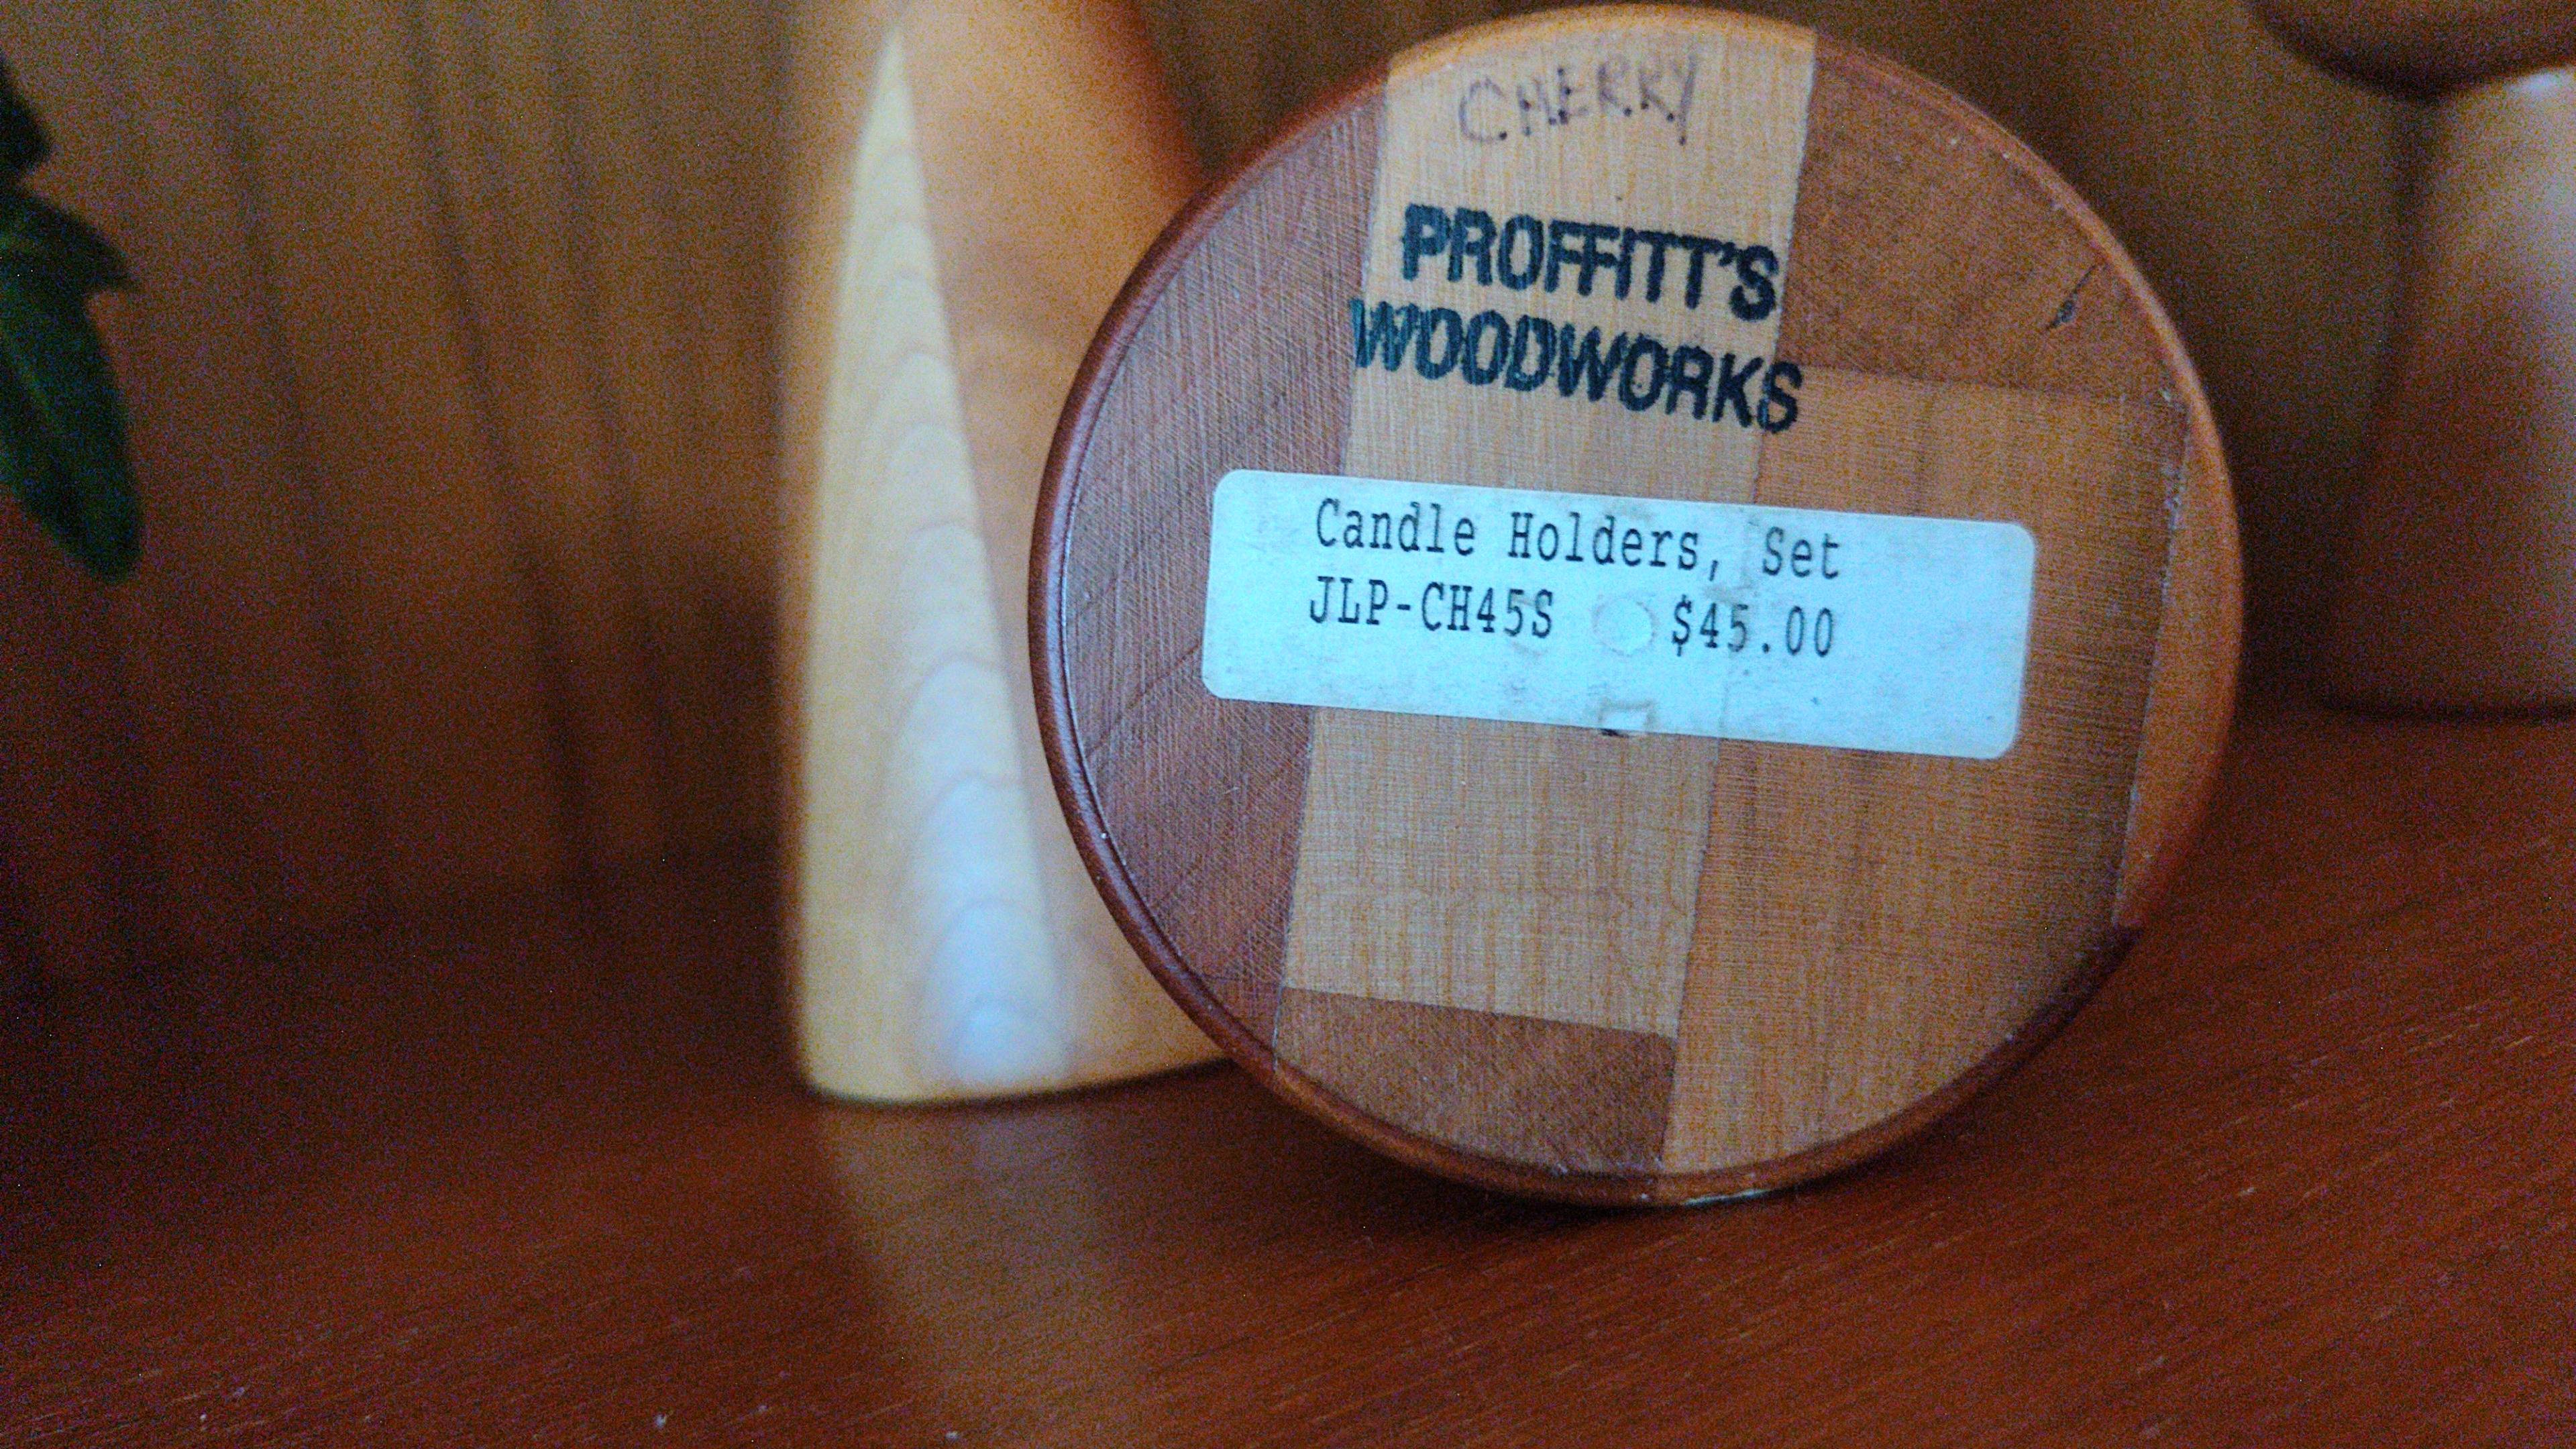 CHERRY
PROFFITT'S
WOODWORKS
Candle Holders, Set
JLP-CH45S $45.00